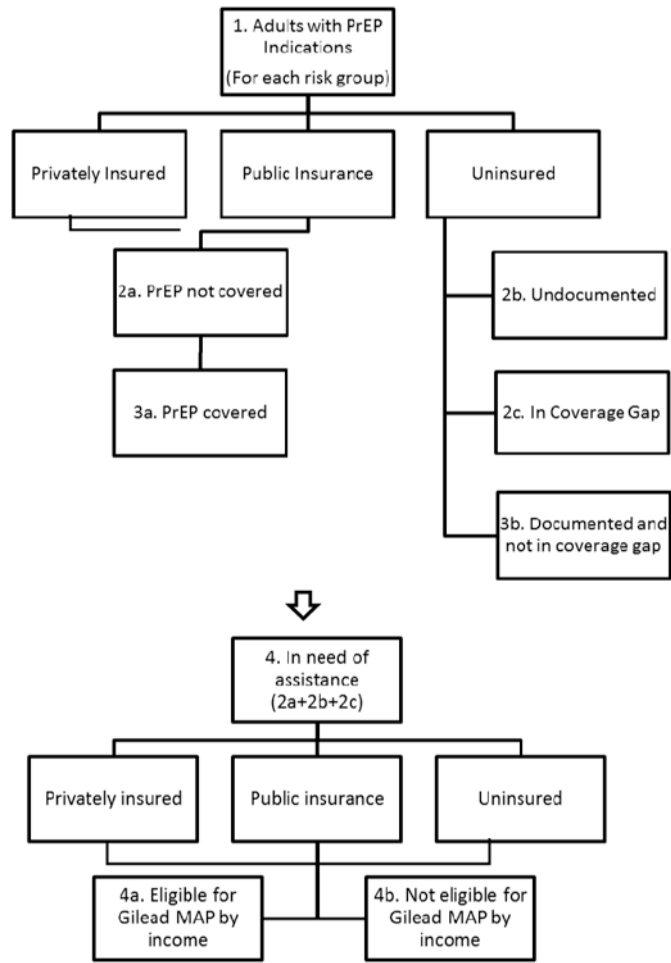 1. Adults with PrEP
Indications
(For each risk group)
Privately Insured
Public Insurance
Uninsured
2a. PrEP not covered
2b. Undocumented
3a. PrEP covered
2c. In Coverage Gap
3b. Documented and
not in coverage gap
4. In need of
assistance
(2a+2b+2c)
Privately insured
Public insurance
Uninsured
4a. Eligible for
Gilead MAP by
income
4b. Not eligible for
Gilead MAP by
income